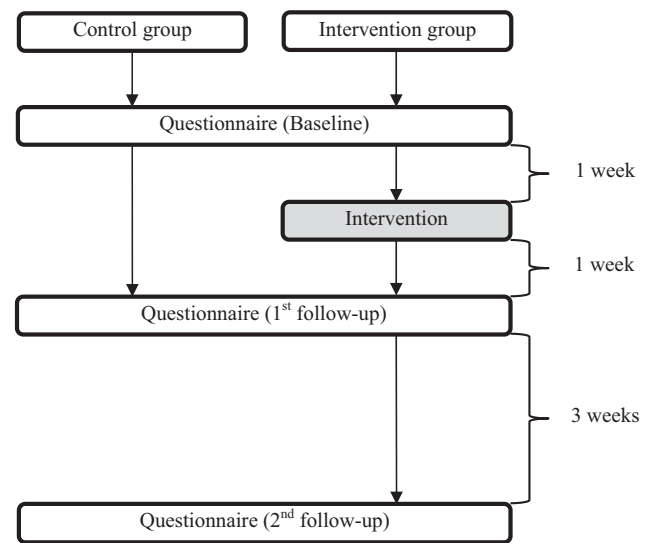 Control group
Intervention group
Questionnaire (Baseline)
1 week
Intervention
1 week
Questionnaire (1st follow-up)
3 weeks
Questionnaire (2nd follow-up)